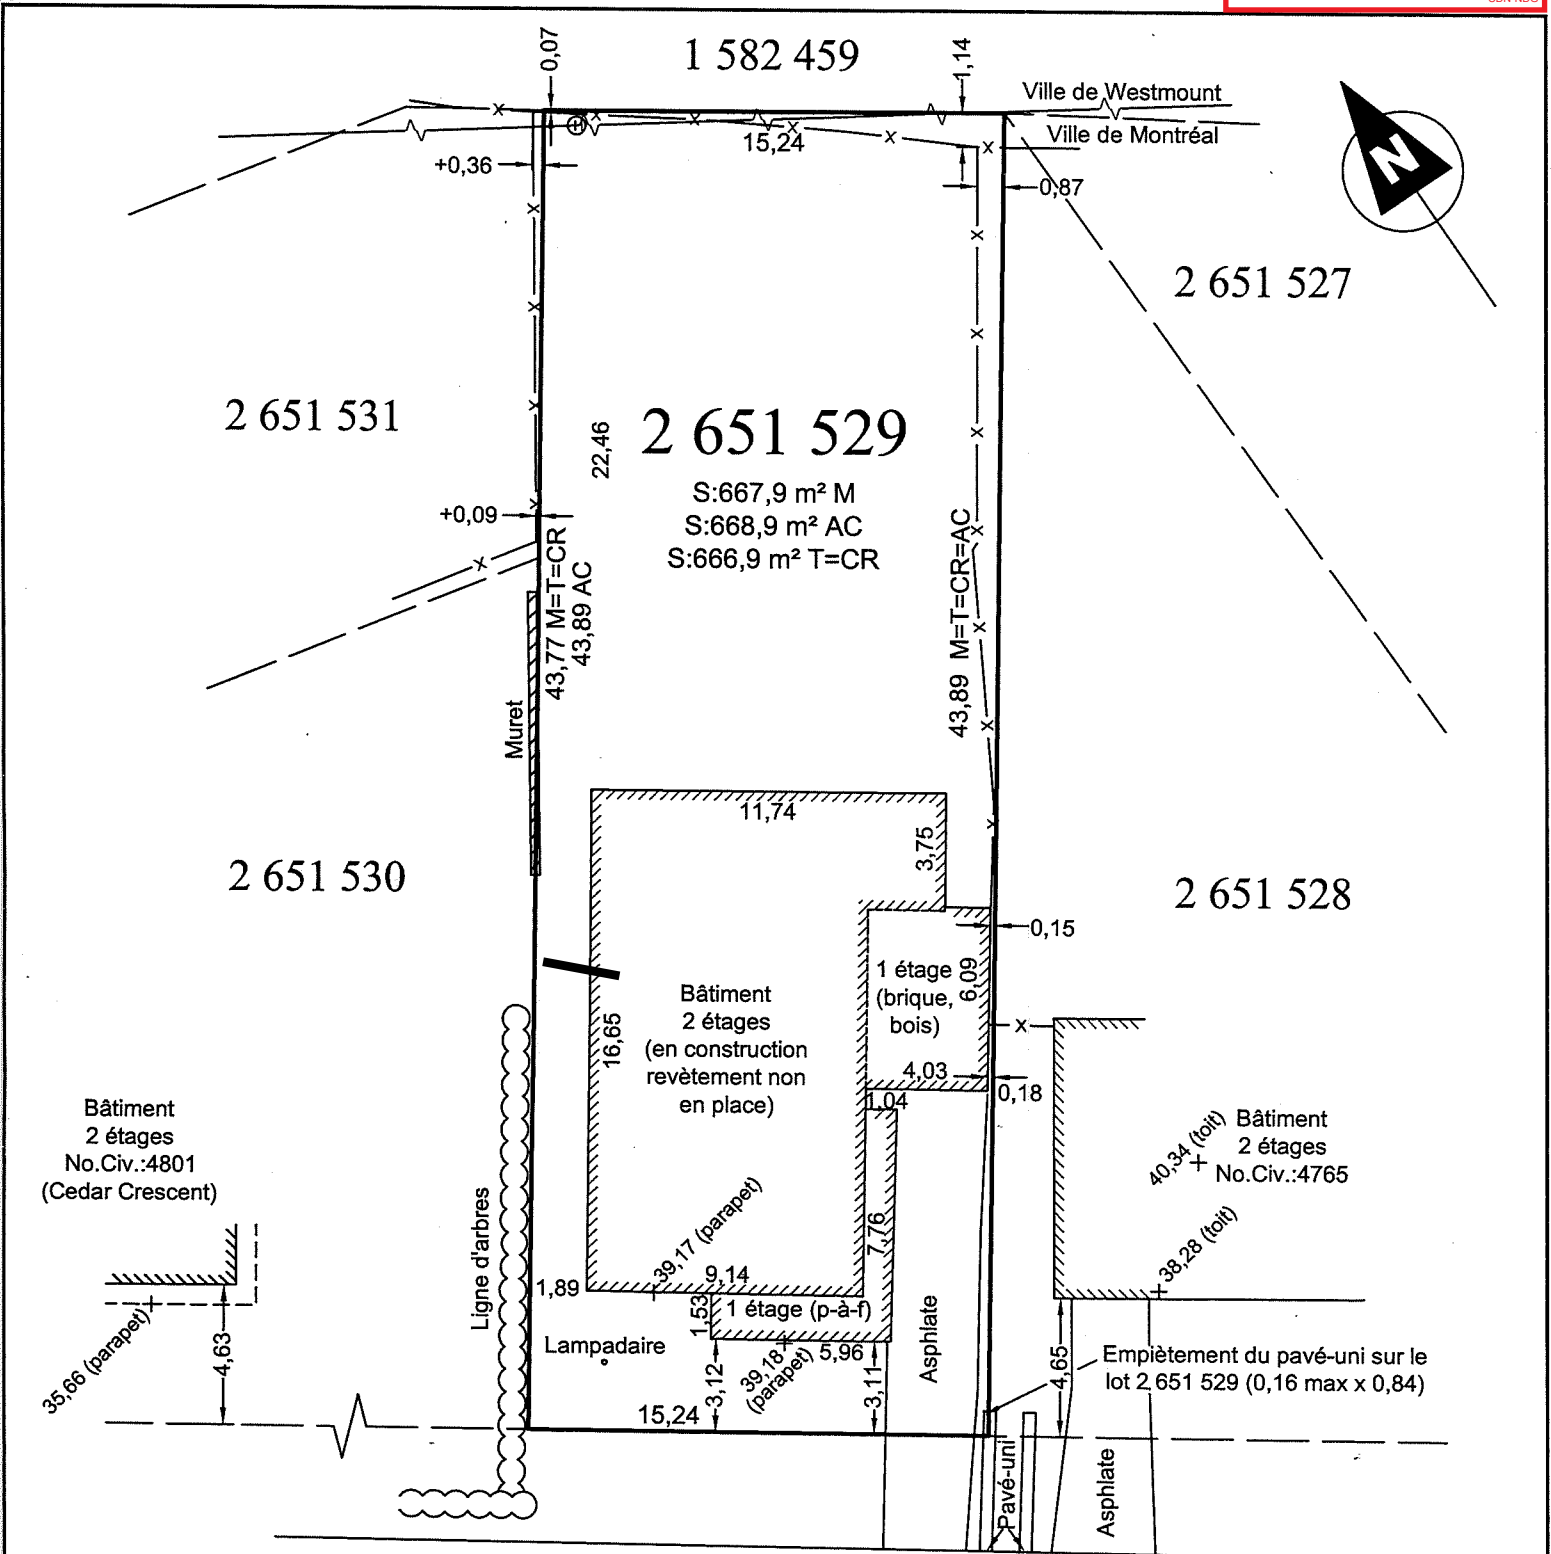 0,07
1 582 459
1,14
Ville de Westmount
Ville de Montréal
15,24
+0,36
0,87
N
2 651 527
2 651 531
22,46
2 651 529
S:667,9 m² M
S:668,9 m² AC
S:666,9 m² T=CR
+0,09
43,77 M=T=CR
43,89 AC
43,89 M=T=CR=AC
Muret
11,74
3,75
2 651 530
2 651 528
0,15
1 étage
(brique,
bois)
6,09
Bâtiment
2 étages
(en construction
revètement non
en place)
16,65
4,03
0,18
1,04
Bâtiment
2 étages
No.Civ.:4801
(Cedar Crescent)
40,34 (toit)
Bâtiment
2 étages
No.Civ.:4765
Ligne d'arbres
39,17 (parapet)
7,76
38,28 (toit)
1,89
9,14
1,53
1 étage (p-à-f)
Lampadaire
35,66 (parapet)
4,63
3,12
39,18
(parapet)
5,96
3,11
Asphlate
4,65
Empiètement du pavé-uni sur le
lot 2 651 529 (0,16 max x 0,84)
15,24
Pavé-uni
Asphlate